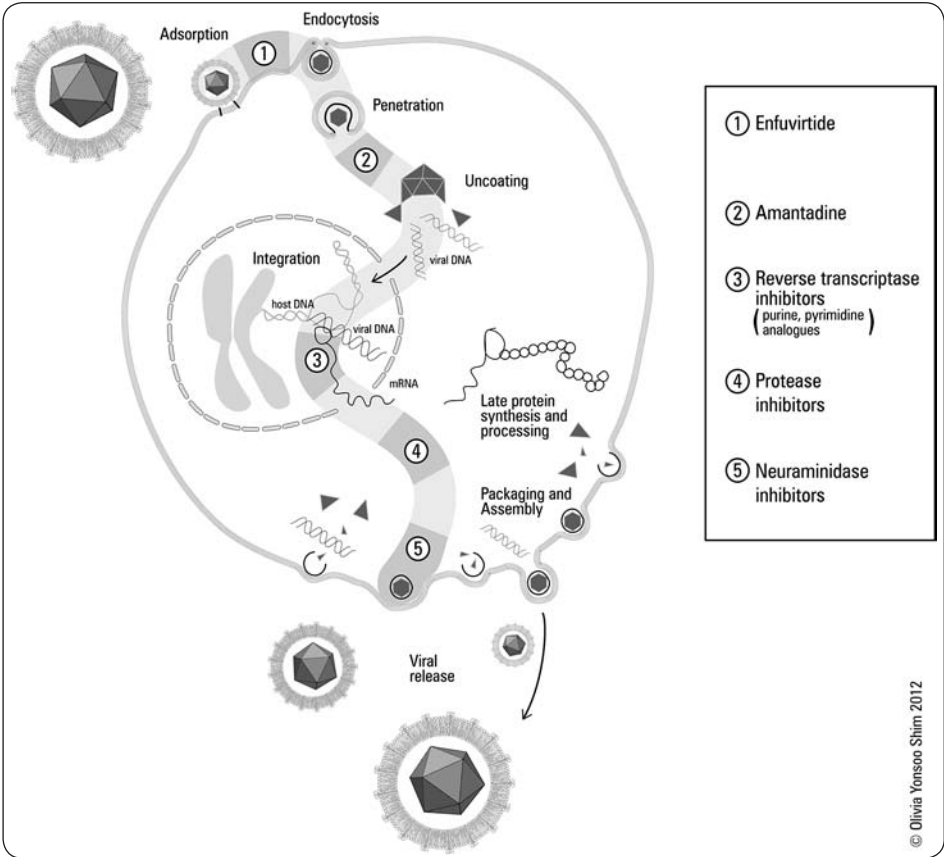 Adsorption
Endocytosis
①
Penetration
②
Uncoating
viral DNA
Integration
host DNA
viral DNA
③
mRNA
Late protein
synthesis and
processing
④
Packaging and
Assembly
⑤
Viral
release
① Enfuvirtide
② Amantadine
③ Reverse transcriptase
inhibitors
(purine, pyrimidine
analogues)
④ Protease
inhibitors
⑤ Neuraminidase
inhibitors
© Olivia Yonsoo Shim 2012